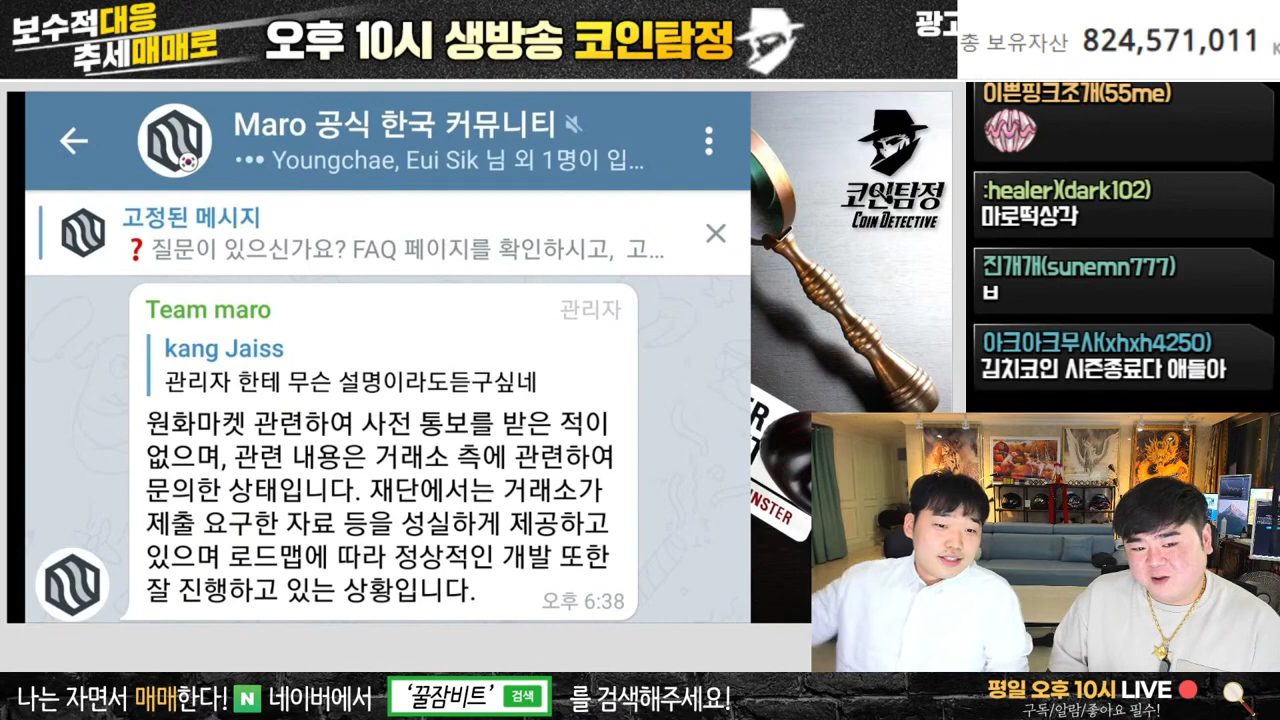 보수적대응
추세매매로
오후 10시 생방송 코인탐정
광고
총 보유자산 824,571,011 K
Maro 공식 한국 커뮤니티
Youngchae, Eui Sik 님 외 1명이 입...
고정된 메시지
❓ 질문이 있으신가요? FAQ 페이지를 확인하시고, 고...
Team maro 관리자
kang Jaiss
관리자 한테 무슨 설명이라도듣구싶네
원화마켓 관련하여 사전 통보를 받은 적이
없으며, 관련 내용은 거래소 측에 관련하여
문의한 상태입니다. 재단에서는 거래소가
제출 요구한 자료 등을 성실하게 제공하고
있으며 로드맵에 따라 정상적인 개발 또한
잘 진행하고 있는 상황입니다.
오후 6:38
코인탐정
COIN DETECTIVE
이쁜핑크조개(55me)
:healer)(dark102)
마로떡상각
진개개(sunemn777)
ㅂ
아크아크무사(xhxh4250)
김치코인 시즌종료다 애들아
나는 자면서 매매한다! N 네이버에서 '꿀잠비트' 검색 를 검색해주세요!
평일 오후 10시 LIVE
구독/알람/좋아요 필수!